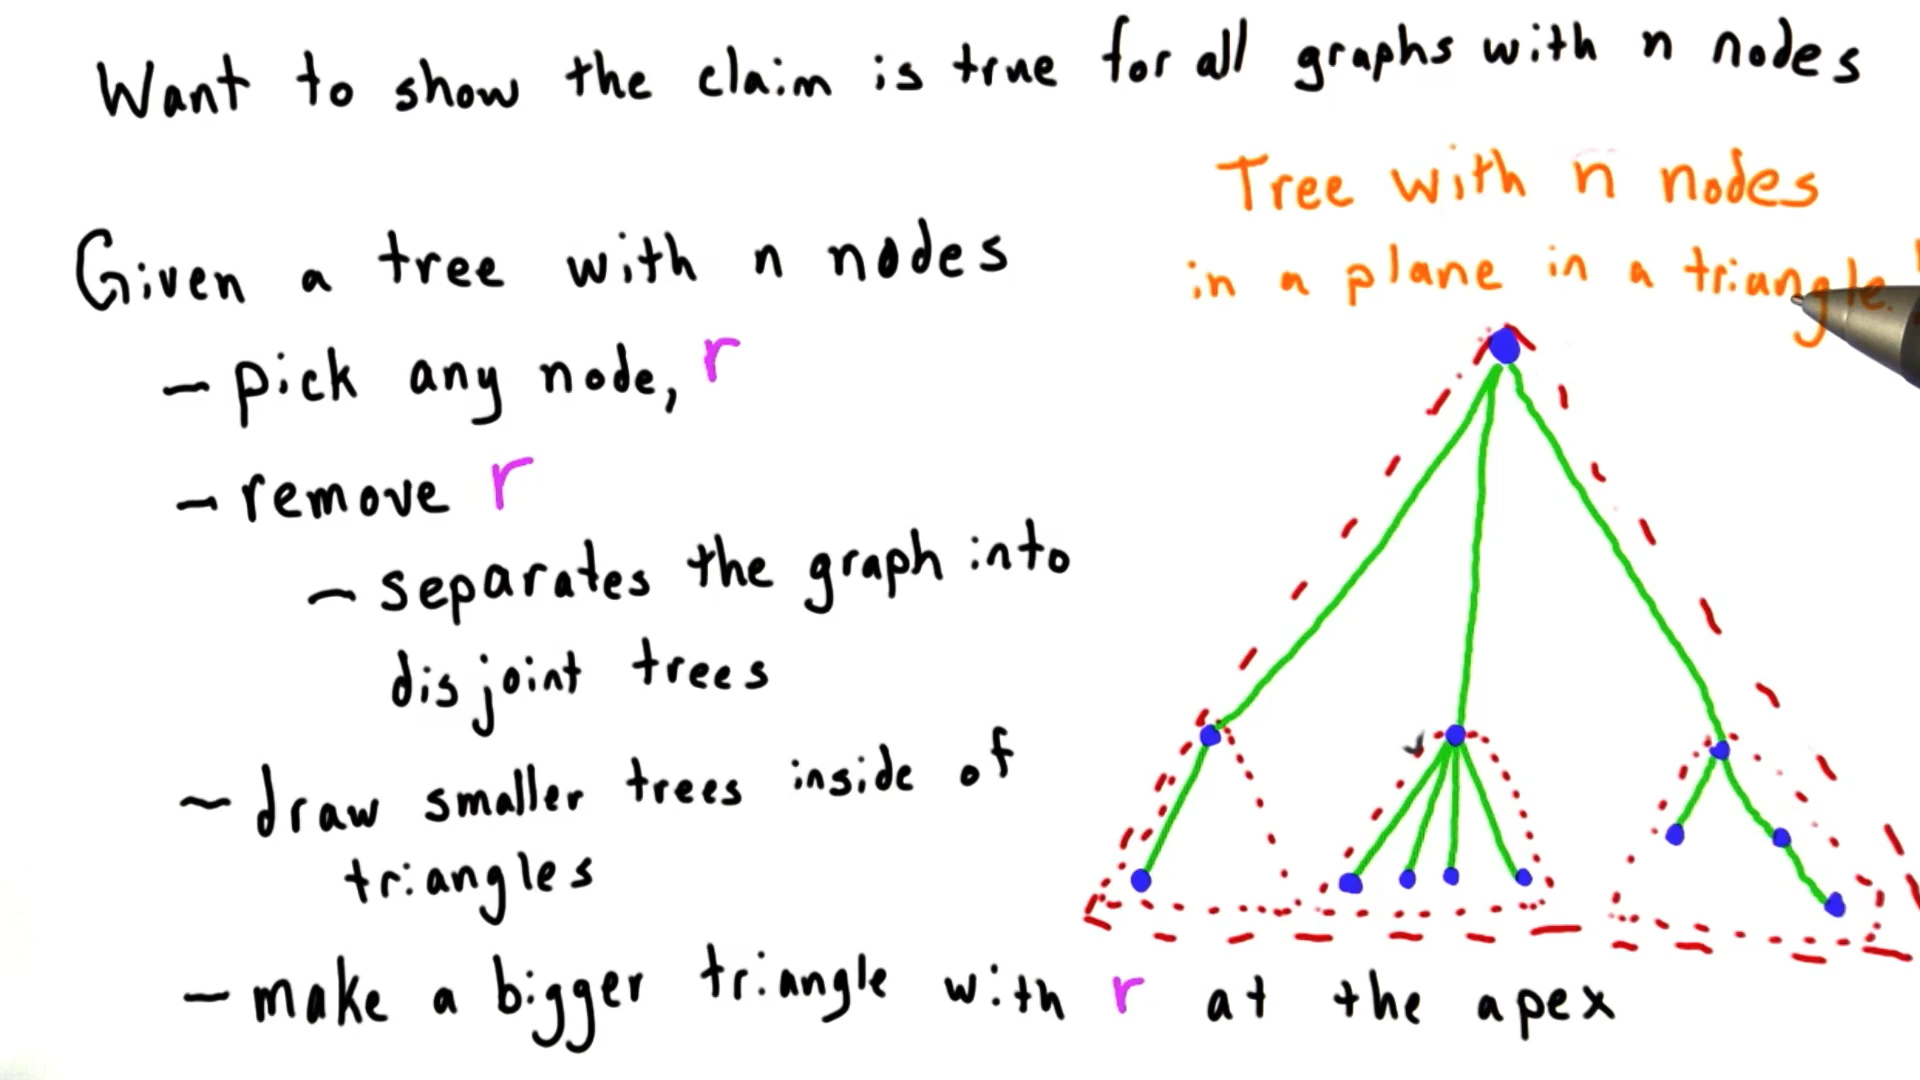 Want to show the claim is true for all graphs with n nodes
Tree with n nodes
in a plane in a triangle.
Given a tree with n nodes
- pick any node, r
- remove r
- separates the graph into
disjoint trees
- draw smaller trees inside of
triangles
- make a bigger triangle with r at the apex